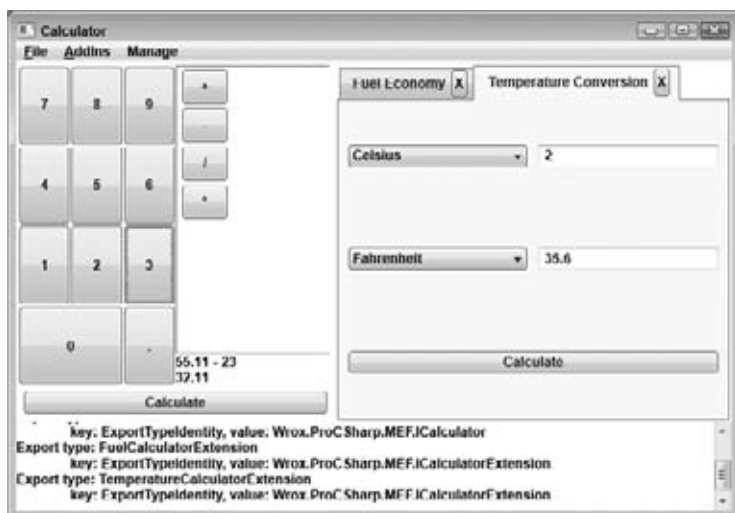 Calculator
File AddIns Manage
7 8 9
4 5 6
1 2 3
0 .
+
-
/
*
55.11 - 23
32.11
Calculate
Fuel Economy X
Temperature Conversion X
Celsius 2
Fahrenheit 35.6
Calculate
key: ExportTypeIdentity, value: Wrox.ProCSharp.MEF.ICalculator
Export type: FuelCalculatorExtension
key: ExportTypeIdentity, value: Wrox.ProCSharp.MEF.ICalculatorExtension
Export type: TemperatureCalculatorExtension
key: ExportTypeIdentity, value: Wrox.ProCSharp.MEF.ICalculatorExtension